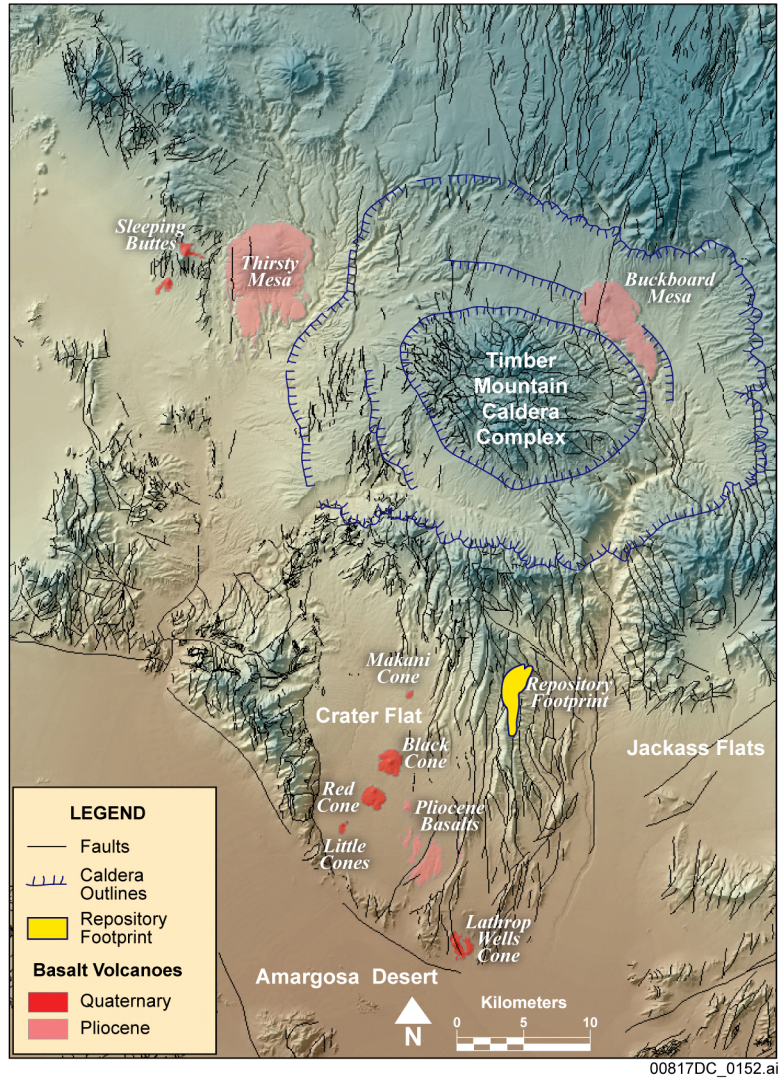 Sleeping
Buttes
Thirsty
Mesa
Buckboard
Mesa
Timber
Mountain
Caldera
Complex
Makani
Cone
Repository
Footprint
Crater Flat
Jackass Flats
Black
Cone
Red
Cone
Pliocene
Basalts
Little
Cones
Lathrop
Wells
Cone
Amargosa Desert
LEGEND
Faults
Caldera
Outlines
Repository
Footprint
Basalt Volcanoes
Quaternary
Pliocene
N
Kilometers
0 5 10
00817DC_0152.ai